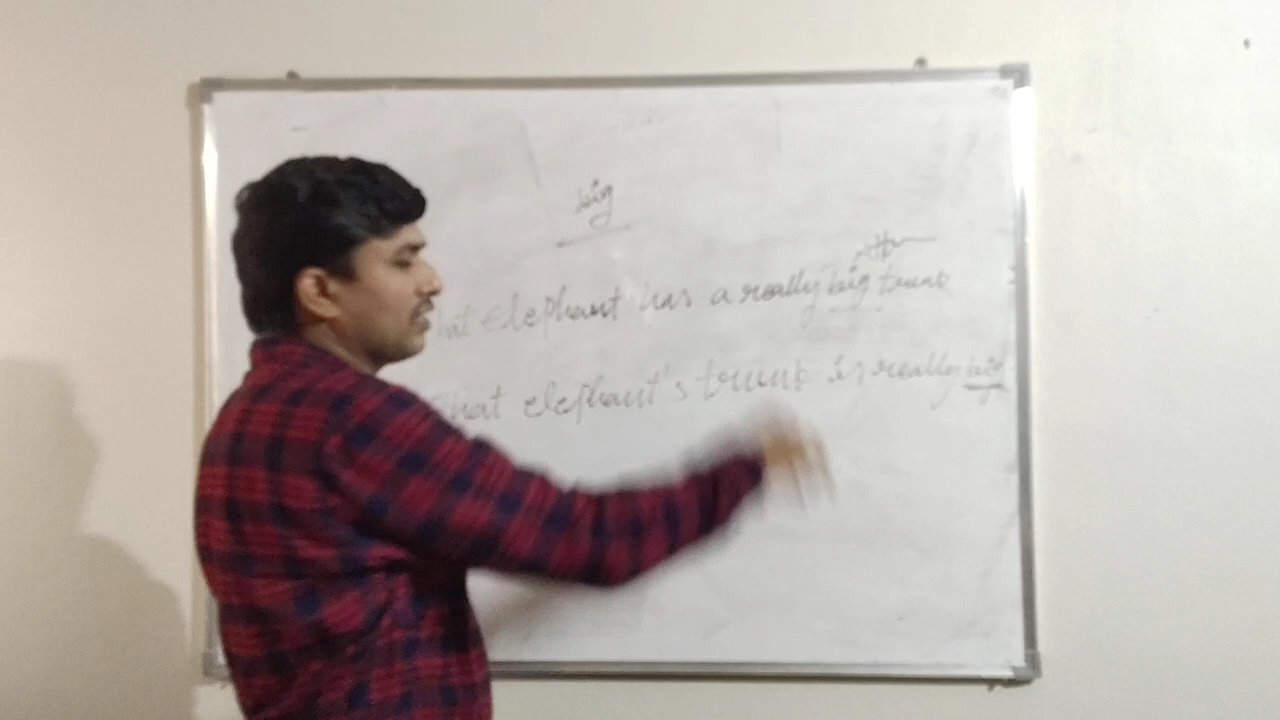 big
hat elephant has a really big trunk
hat elephant's trunk is really big